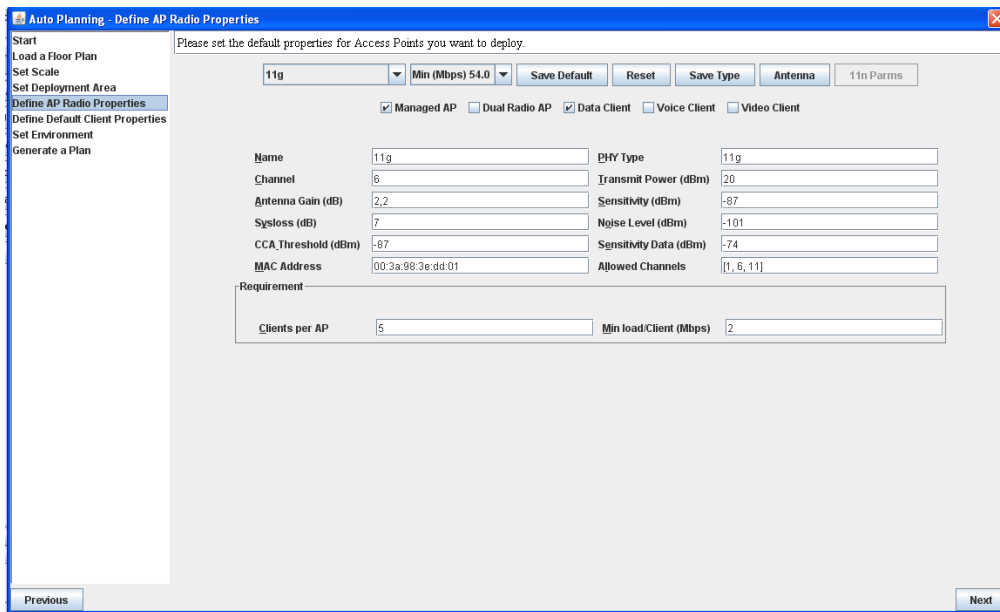 Auto Planning - Define AP Radio Properties
Start
Load a Floor Plan
Set Scale
Set Deployment Area
Define AP Radio Properties
Define Default Client Properties
Set Environment
Generate a Plan
Please set the default properties for Access Points you want to deploy.
11g Min (Mbps) 54.0 Save Default Reset Save Type Antenna 11n Parms
Managed AP Dual Radio AP Data Client Voice Client Video Client
Name 11g PHY Type 11g
Channel 6 Transmit Power (dBm) 20
Antenna Gain (dB) 2,2 Sensitivity (dBm) -87
Sysloss (dB) 7 Noise Level (dBm) -101
CCA_Threshold (dBm) -87 Sensitivity Data (dBm) -74
MAC Address 00:3a:98:3e:dd:01 Allowed Channels [1, 6, 11]
Requirement
Clients per AP 5 Min load/Client (Mbps) 2
Previous Next